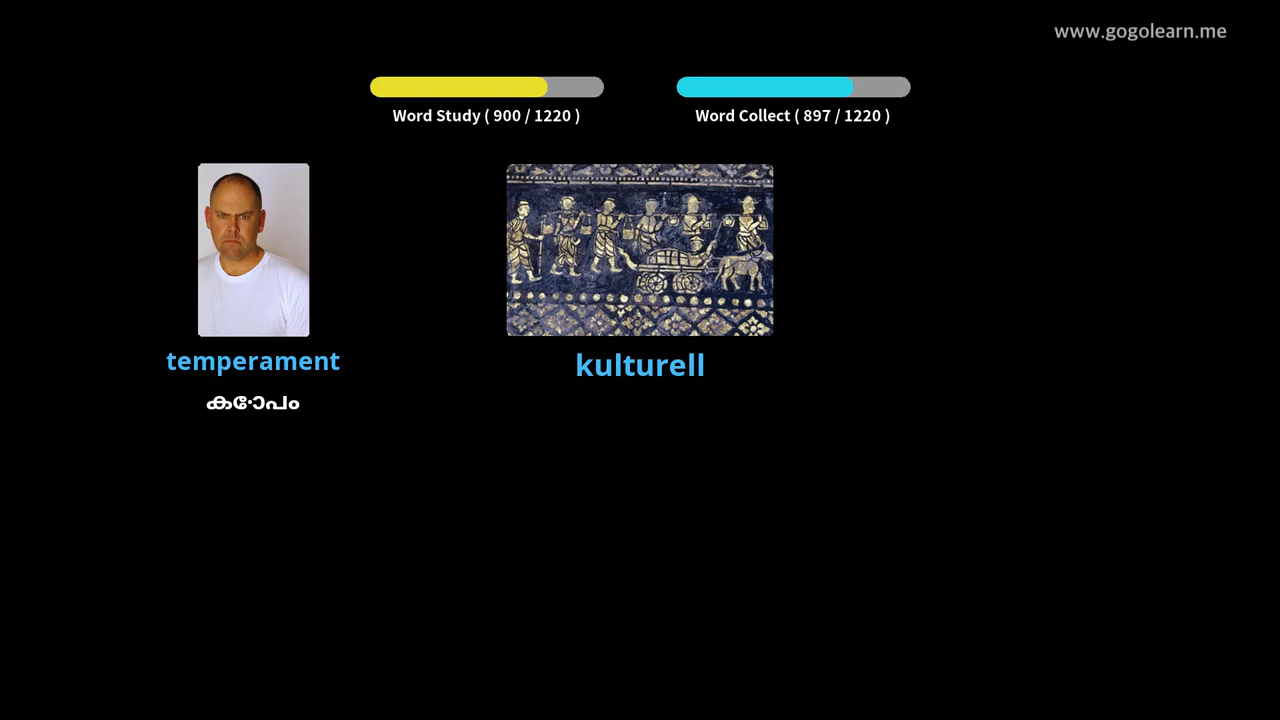 www.gogolearn.me
Word Study ( 900 / 1220 )
Word Collect ( 897 / 1220 )
temperament
കോപം
kulturell